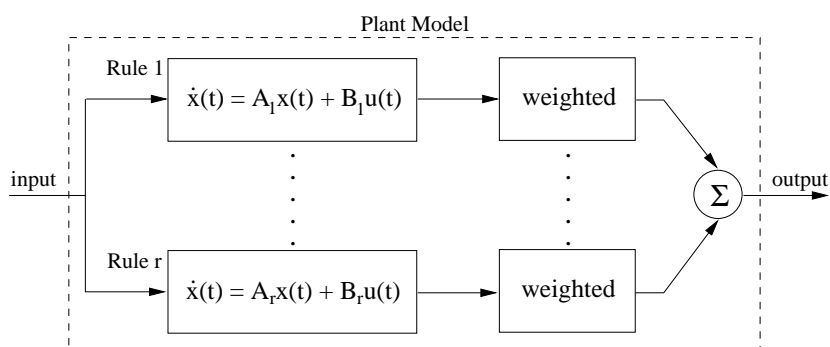 Plant Model
Rule 1
ẋ(t) = A₁x(t) + B₁u(t)
weighted
input
Σ
output
Rule r
ẋ(t) = Aᵣx(t) + Bᵣu(t)
weighted